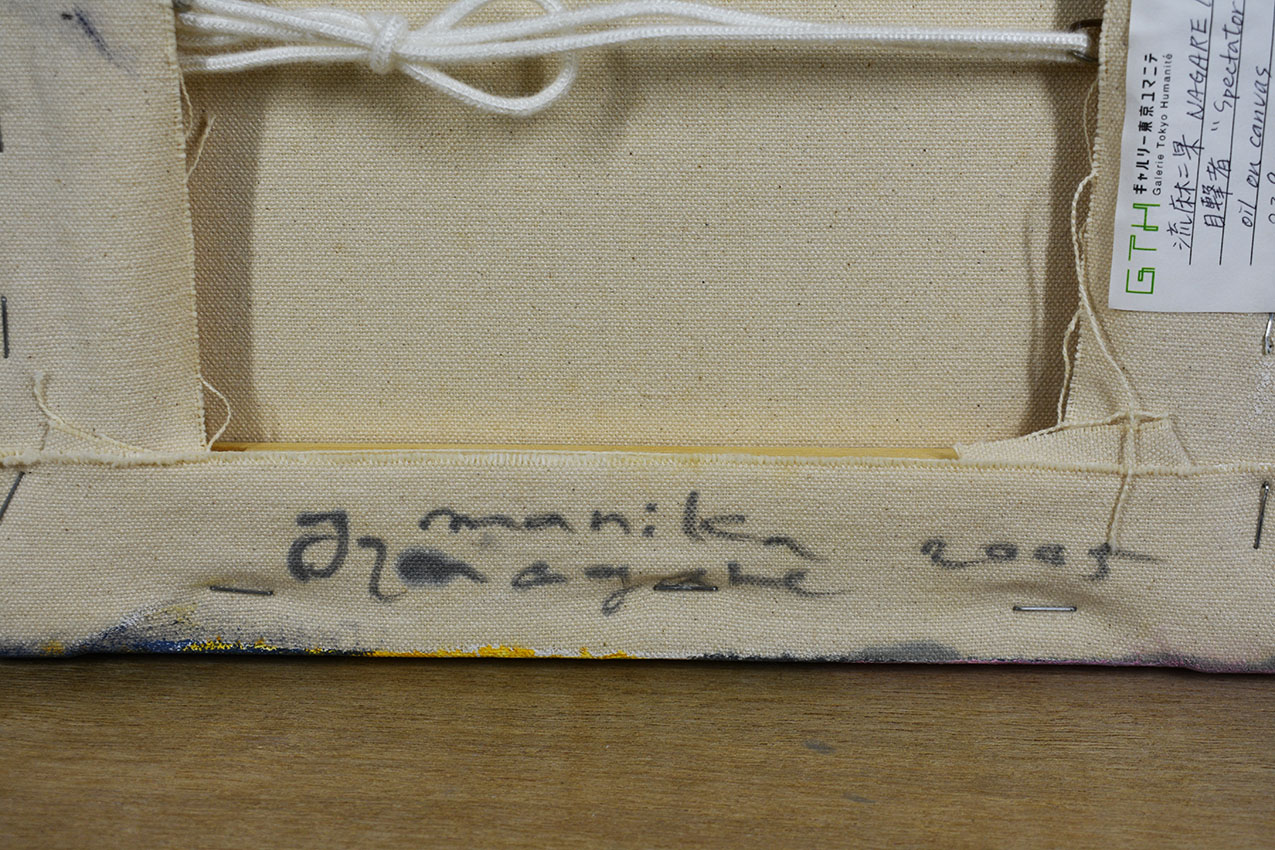 GTH ギャルリー東京ユマニテ
Galerie Tokyo Humanité
流麻二果 NAGARE
目撃者 "Spectator
oil on canvas
manika
nagare
2005